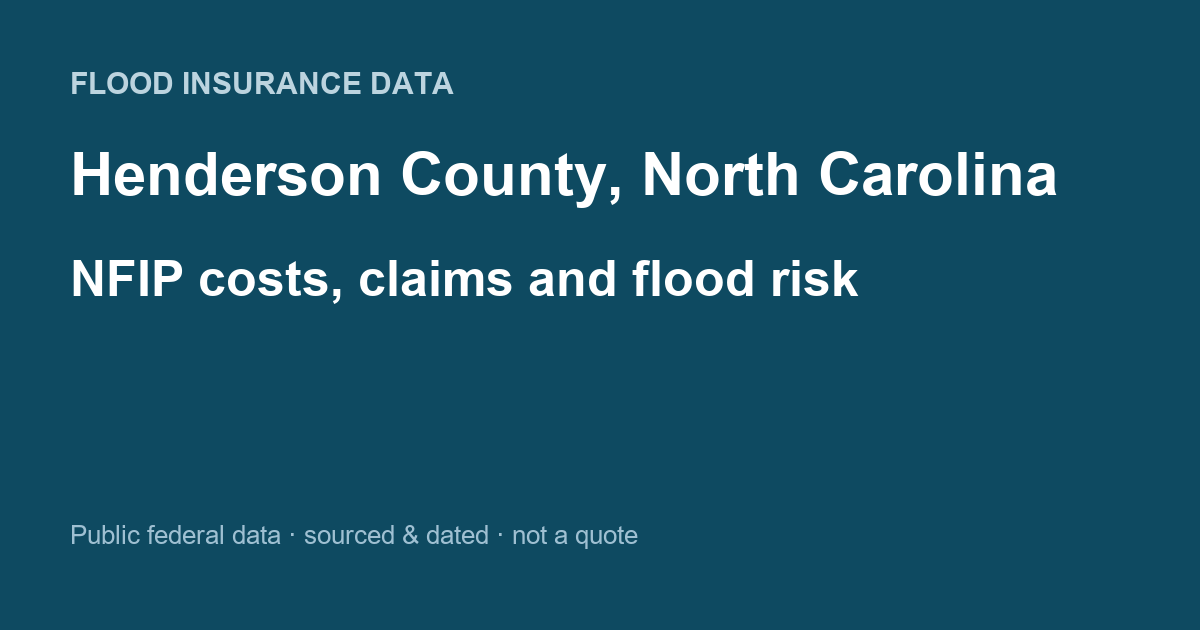 FLOOD INSURANCE DATA
Henderson County, North Carolina
NFIP costs, claims and flood risk
Public federal data · sourced & dated · not a quote